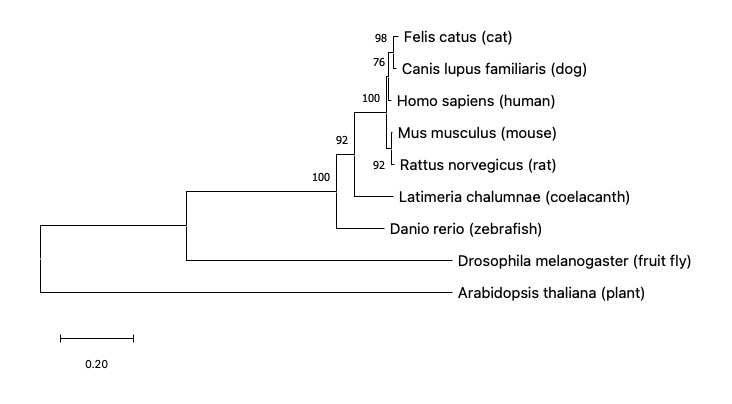 98
Felis catus (cat)
76
Canis lupus familiaris (dog)
100
Homo sapiens (human)
Mus musculus (mouse)
92
92
Rattus norvegicus (rat)
100
Latimeria chalumnae (coelacanth)
Danio rerio (zebrafish)
Drosophila melanogaster (fruit fly)
Arabidopsis thaliana (plant)
0.20